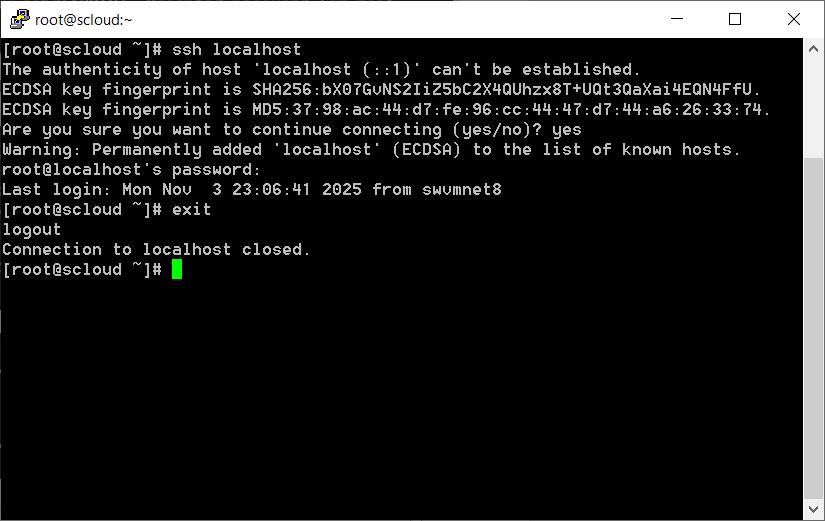 root@scloud:~
[root@scloud ~]# ssh localhost
The authenticity of host 'localhost (::1)' can't be established.
ECDSA key fingerprint is SHA256:bX07GvNS2IiZ5bC2X4QUhzx8T+UQt3QaXai4EQN4FfU.
ECDSA key fingerprint is MD5:37:98:ac:44:d7:fe:96:cc:44:47:d7:44:a6:26:33:74.
Are you sure you want to continue connecting (yes/no)? yes
Warning: Permanently added 'localhost' (ECDSA) to the list of known hosts.
root@localhost's password:
Last login: Mon Nov  3 23:06:41 2025 from swvmnet8
[root@scloud ~]# exit
logout
Connection to localhost closed.
[root@scloud ~]#